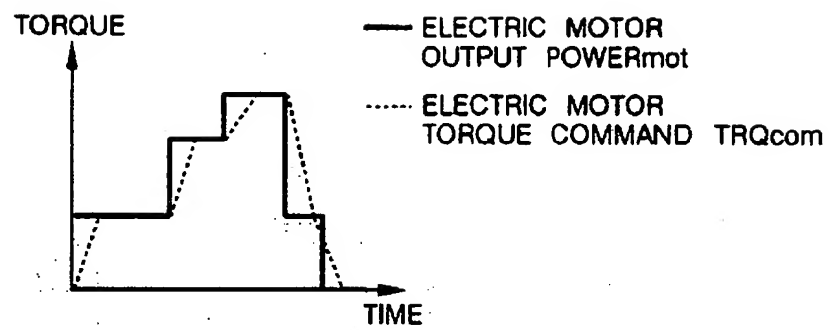 TORQUE
ELECTRIC MOTOR
OUTPUT POWERmot
ELECTRIC MOTOR
TORQUE COMMAND TRQcom
TIME